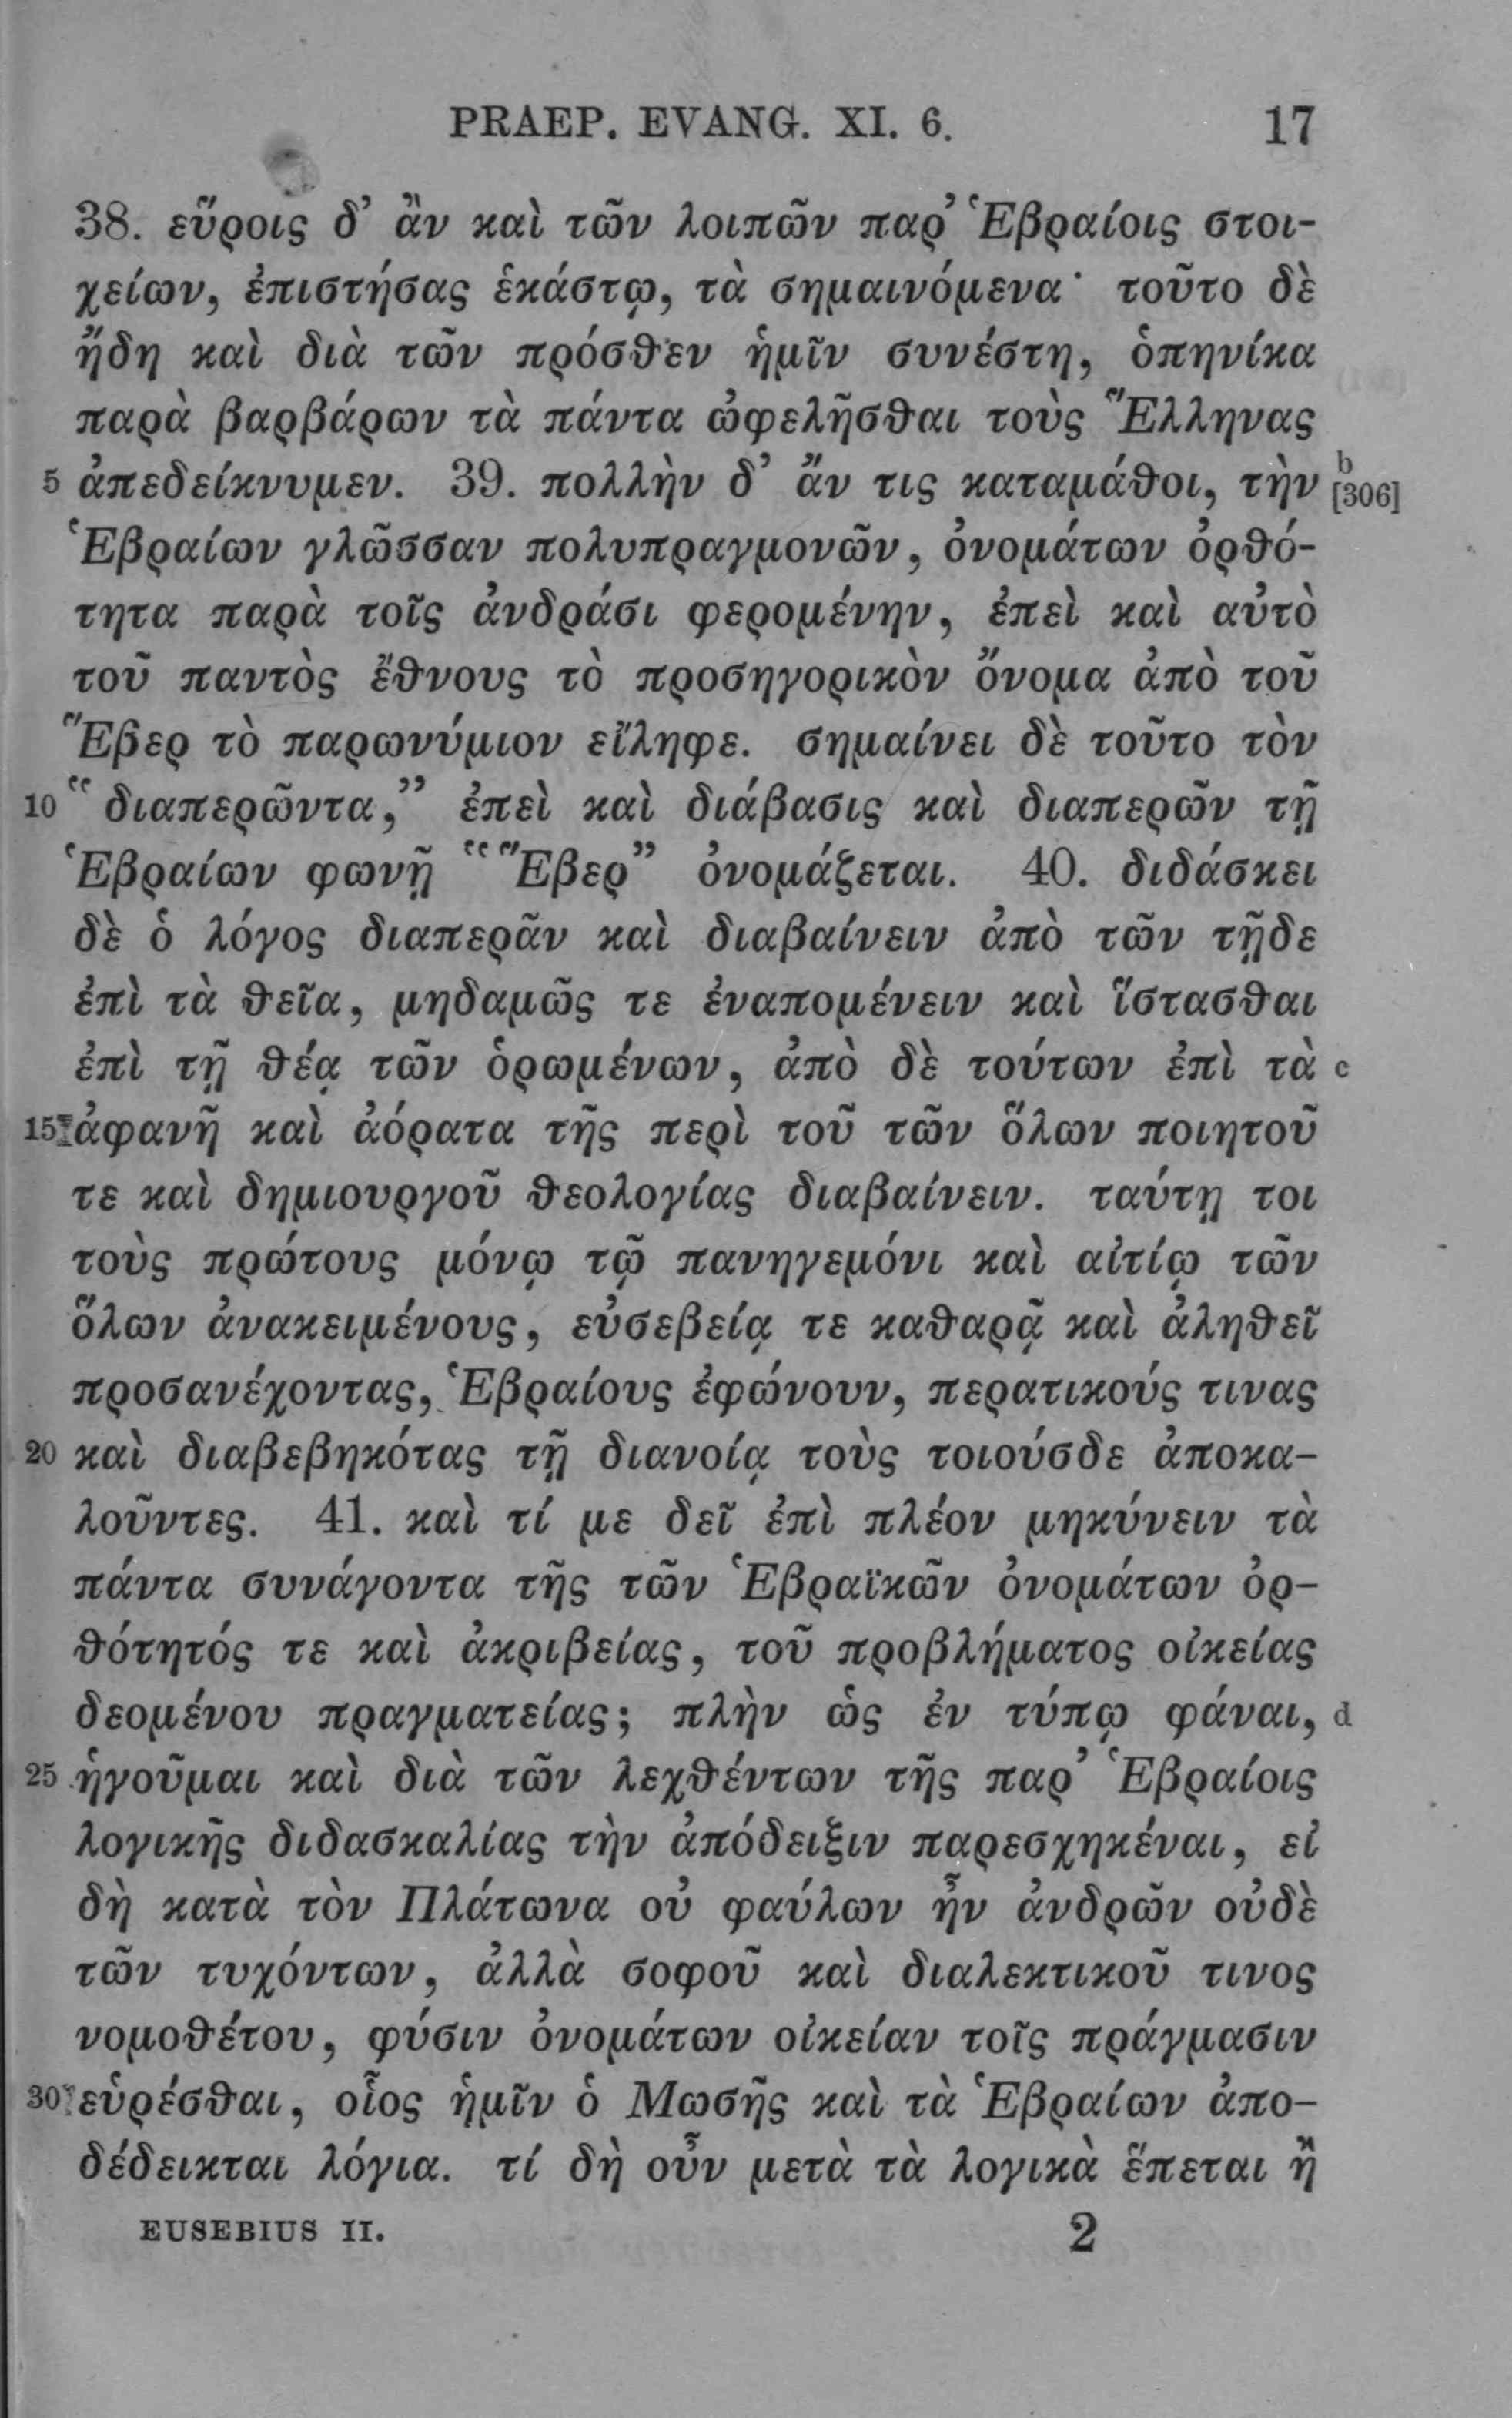 PRAEP. EVANG. XI. 6. 17
38. εὕροις δ’ ἂν καὶ τῶν λοιπῶν παρ’ Ἑβραίοις στοι-
χείων, ἐπιστήσας ἑκάστῳ, τὰ σημαινόμενα· τοῦτο δὲ
ἤδη καὶ διὰ τῶν πρόσθεν ἡμῖν συνέστη, ὁπηνίκα
παρὰ βαρβάρων τὰ πάντα ὠφελῆσθαι τοὺς Ἕλληνας
5 ἀπεδείκνυμεν. 39. πολλὴν δ’ ἄν τις καταμάθοι, τὴν b [306]
Ἑβραίων γλῶσσαν πολυπραγμονῶν, ὀνομάτων ὀρθό-
τητα παρὰ τοῖς ἀνδράσι φερομένην, ἐπεὶ καὶ αὐτὸ
τοῦ παντὸς ἔθνους τὸ προσηγορικὸν ὄνομα ἀπὸ τοῦ
Ἕβερ τὸ παρωνύμιον εἴληφε. σημαίνει δὲ τοῦτο τὸν
10 “διαπερῶντα,” ἐπεὶ καὶ διάβασις καὶ διαπερῶν τῇ
Ἑβραίων φωνῇ “Ἕβερ” ὀνομάζεται. 40. διδάσκει
δὲ ὁ λόγος διαπερᾶν καὶ διαβαίνειν ἀπὸ τῶν τῇδε
ἐπὶ τὰ θεῖα, μηδαμῶς τε ἐναπομένειν καὶ ἵστασθαι
ἐπὶ τῇ θέᾳ τῶν ὁρωμένων, ἀπὸ δὲ τούτων ἐπὶ τὰ c
15 ἀφανῆ καὶ ἀόρατα τῆς περὶ τοῦ τῶν ὅλων ποιητοῦ
τε καὶ δημιουργοῦ θεολογίας διαβαίνειν. ταύτῃ τοι
τοὺς πρώτους μόνῳ τῷ πανηγεμόνι καὶ αἰτίῳ τῶν
ὅλων ἀνακειμένους, εὐσεβείᾳ τε καθαρᾷ καὶ ἀληθεῖ
προσανέχοντας, Ἑβραίους ἐφώνουν, περατικούς τινας
20 καὶ διαβεβηκότας τῇ διανοίᾳ τοὺς τοιούσδε ἀποκα-
λοῦντες. 41. καὶ τί με δεῖ ἐπὶ πλέον μηκύνειν τὰ
πάντα συνάγοντα τῆς τῶν Ἑβραϊκῶν ὀνομάτων ὀρ-
θότητός τε καὶ ἀκριβείας, τοῦ προβλήματος οἰκείας
δεομένου πραγματείας; πλὴν ὡς ἐν τύπῳ φάναι, d
25 ἡγοῦμαι καὶ διὰ τῶν λεχθέντων τῆς παρ’ Ἑβραίοις
λογικῆς διδασκαλίας τὴν ἀπόδειξιν παρεσχηκέναι, εἰ
δὴ κατὰ τὸν Πλάτωνα οὐ φαύλων ἦν ἀνδρῶν οὐδὲ
τῶν τυχόντων, ἀλλὰ σοφοῦ καὶ διαλεκτικοῦ τινος
νομοθέτου, φύσιν ὀνομάτων οἰκείαν τοῖς πράγμασιν
30 εὑρέσθαι, οἷος ἡμῖν ὁ Μωσῆς καὶ τὰ Ἑβραίων ἀπο-
δέδεικται λόγια. τί δὴ οὖν μετὰ τὰ λογικὰ ἕπεται ἢ
EUSEBIUS II. 2